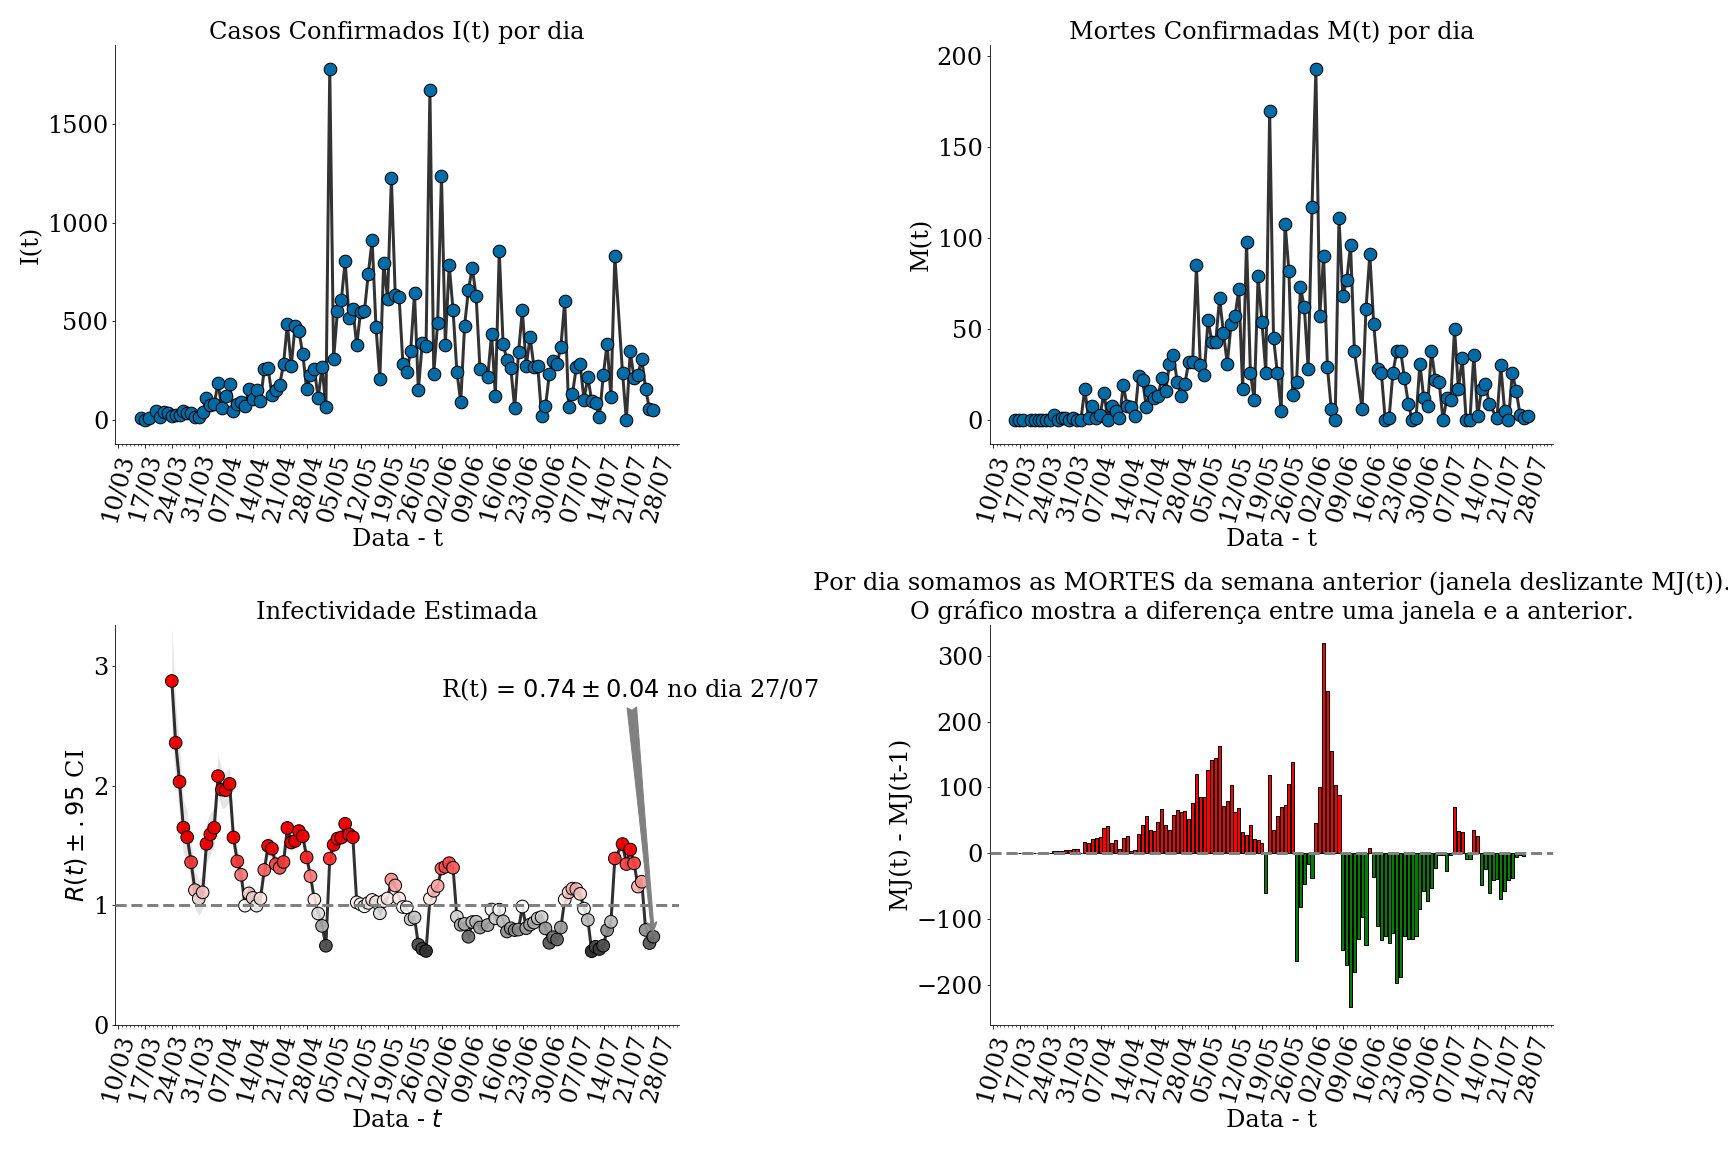 Casos Confirmados I(t) por dia
I(t)
1500
1000
500
0
10/03 17/03 24/03 31/03 07/04 14/04 21/04 28/04 05/05 12/05 19/05 26/05 02/06 09/06 16/06 23/06 30/06 07/07 14/07 21/07 28/07
Data - t
Mortes Confirmadas M(t) por dia
M(t)
200
150
100
50
0
10/03 17/03 24/03 31/03 07/04 14/04 21/04 28/04 05/05 12/05 19/05 26/05 02/06 09/06 16/06 23/06 30/06 07/07 14/07 21/07 28/07
Data - t
Infectividade Estimada
R(t) ± .95 CI
3
2
1
0
R(t) = 0.74 ± 0.04 no dia 27/07
10/03 17/03 24/03 31/03 07/04 14/04 21/04 28/04 05/05 12/05 19/05 26/05 02/06 09/06 16/06 23/06 30/06 07/07 14/07 21/07 28/07
Data - t
Por dia somamos as MORTES da semana anterior (janela deslizante MJ(t)).
O gráfico mostra a diferença entre uma janela e a anterior.
MJ(t) - MJ(t-1)
300
200
100
0
−100
−200
10/03 17/03 24/03 31/03 07/04 14/04 21/04 28/04 05/05 12/05 19/05 26/05 02/06 09/06 16/06 23/06 30/06 07/07 14/07 21/07 28/07
Data - t